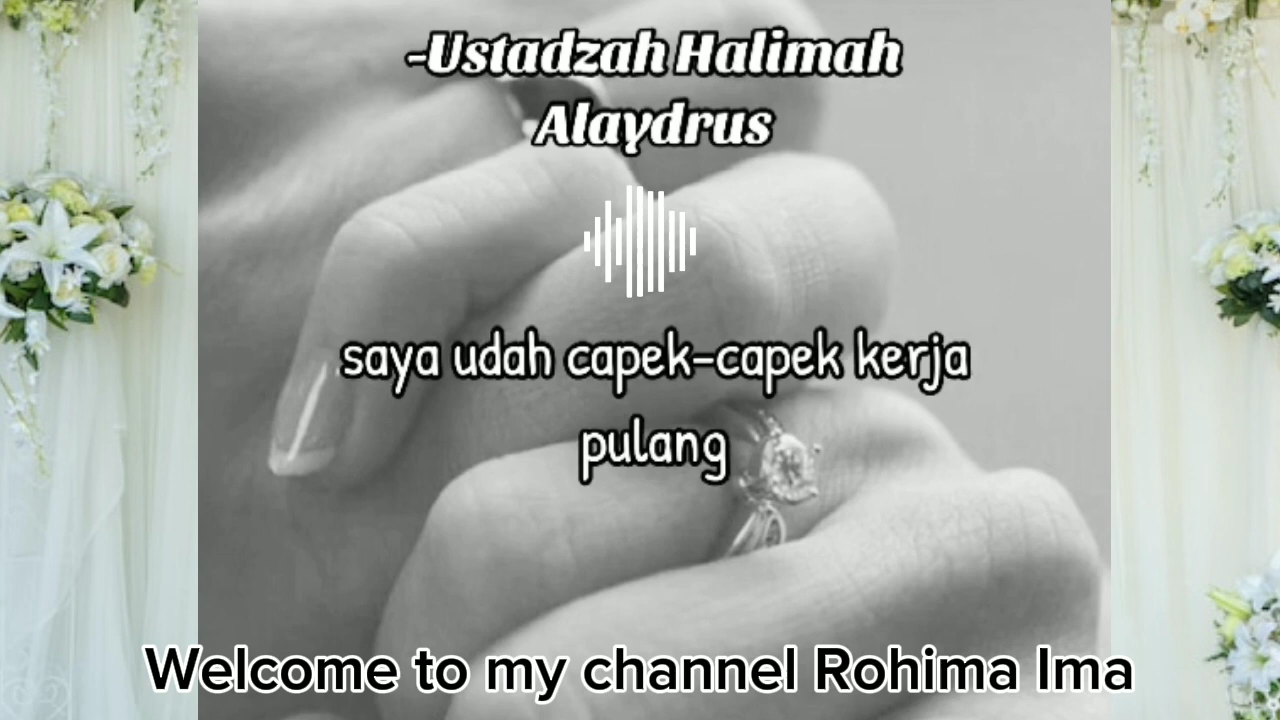 -Ustadzah Halimah
Alaydrus
saya udah capek-capek kerja
pulang
Welcome to my channel Rohima Ima